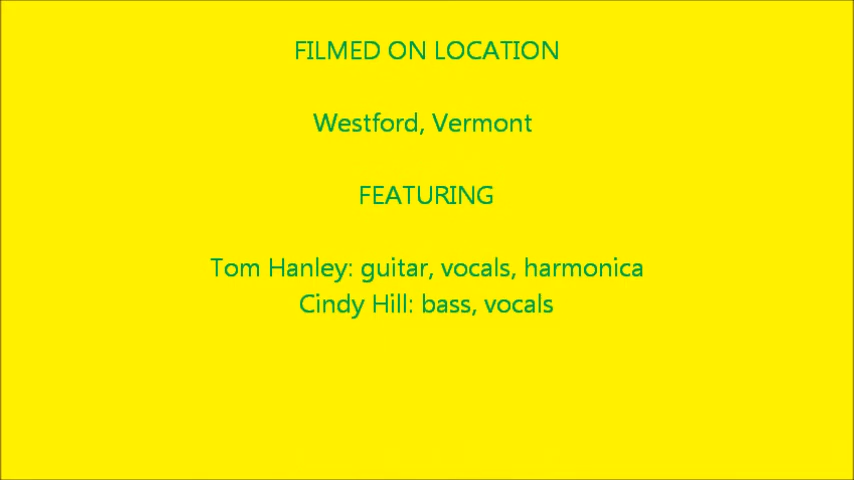 FILMED ON LOCATION
Westford, Vermont
FEATURING
Tom Hanley: guitar, vocals, harmonica
Cindy Hill: bass, vocals